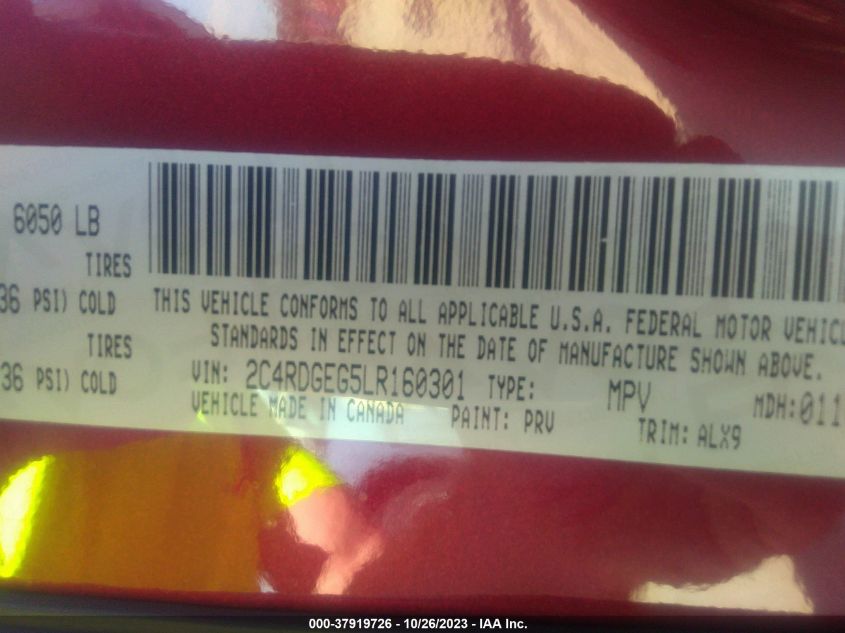 6050 LB
TIRES
36 PSI) COLD
TIRES
36 PSI) COLD
THIS VEHICLE CONFORMS TO ALL APPLICABLE U.S.A. FEDERAL MOTOR VEHICL
STANDARDS IN EFFECT ON THE DATE OF MANUFACTURE SHOWN ABOVE.
VIN: 2C4RDGEG5LR160301 TYPE: MPV MDH:011
VEHICLE MADE IN CANADA PAINT: PRV TRIM: ALX9
000-37919726 - 10/26/2023 - IAA Inc.